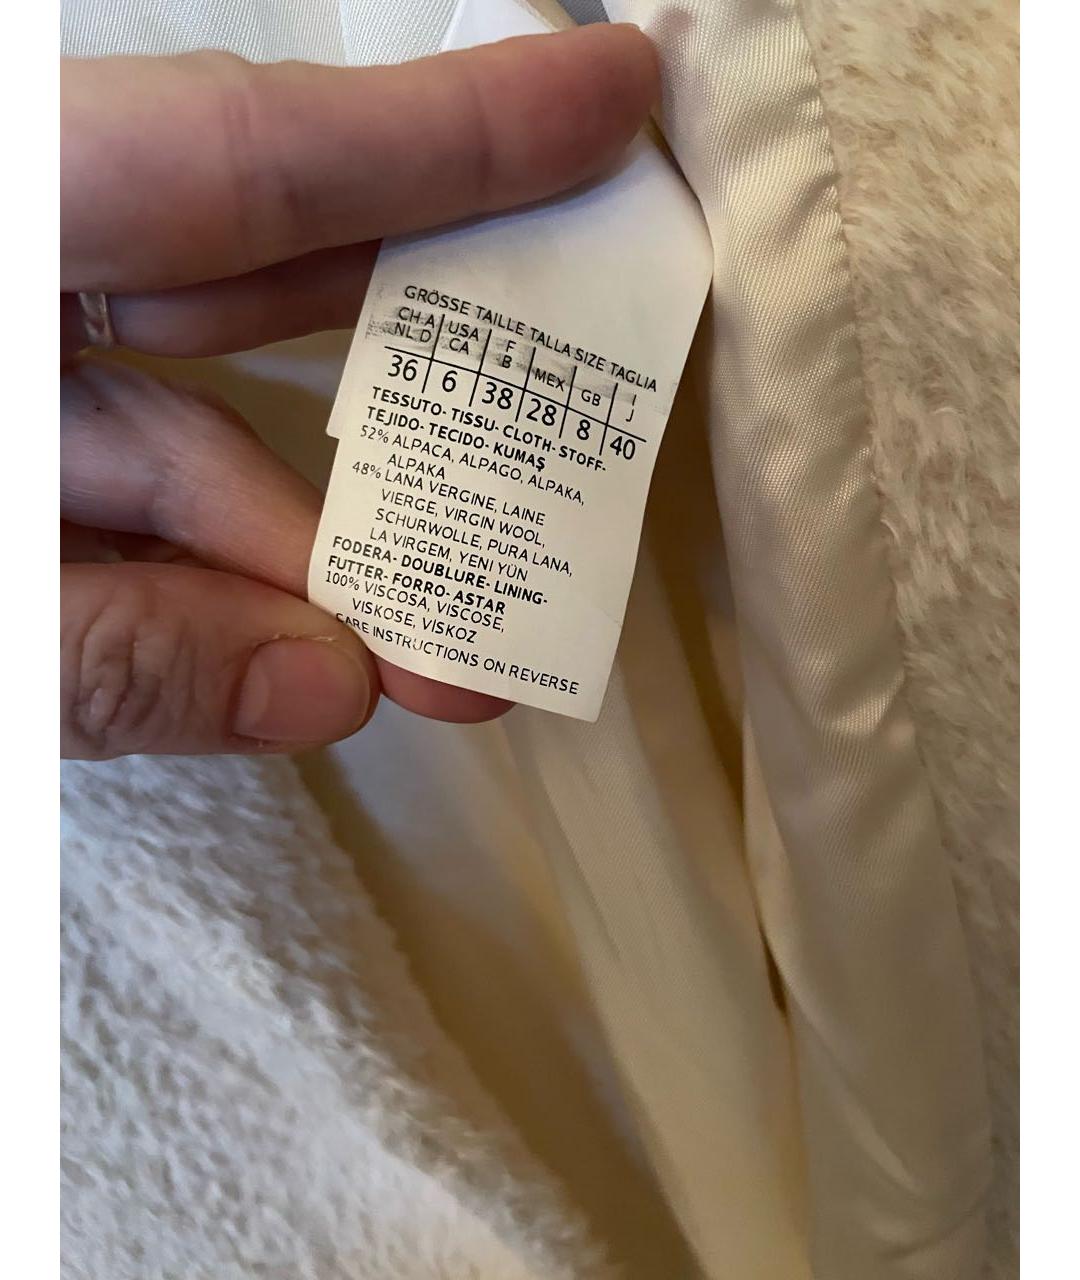 GRÖSSE TAILLE TALLA SIZE TAGLIA
CH A USA F MEX GB I
NL D CA B J
36 6 38 28 8 40
TESSUTO- TISSU- CLOTH- STOFF-
TEJIDO- TECIDO- KUMAŞ
52% ALPACA, ALPAGO, ALPAKA,
ALPAKA
48% LANA VERGINE, LAINE
VIERGE, VIRGIN WOOL,
SCHURWOLLE, PURA LANA,
LA VIRGEM, YENI YÜN
FODERA- DOUBLURE- LINING-
FUTTER- FORRO- ASTAR
100% VISCOSA, VISCOSE,
VISKOSE, VISKOZ
CARE INSTRUCTIONS ON REVERSE